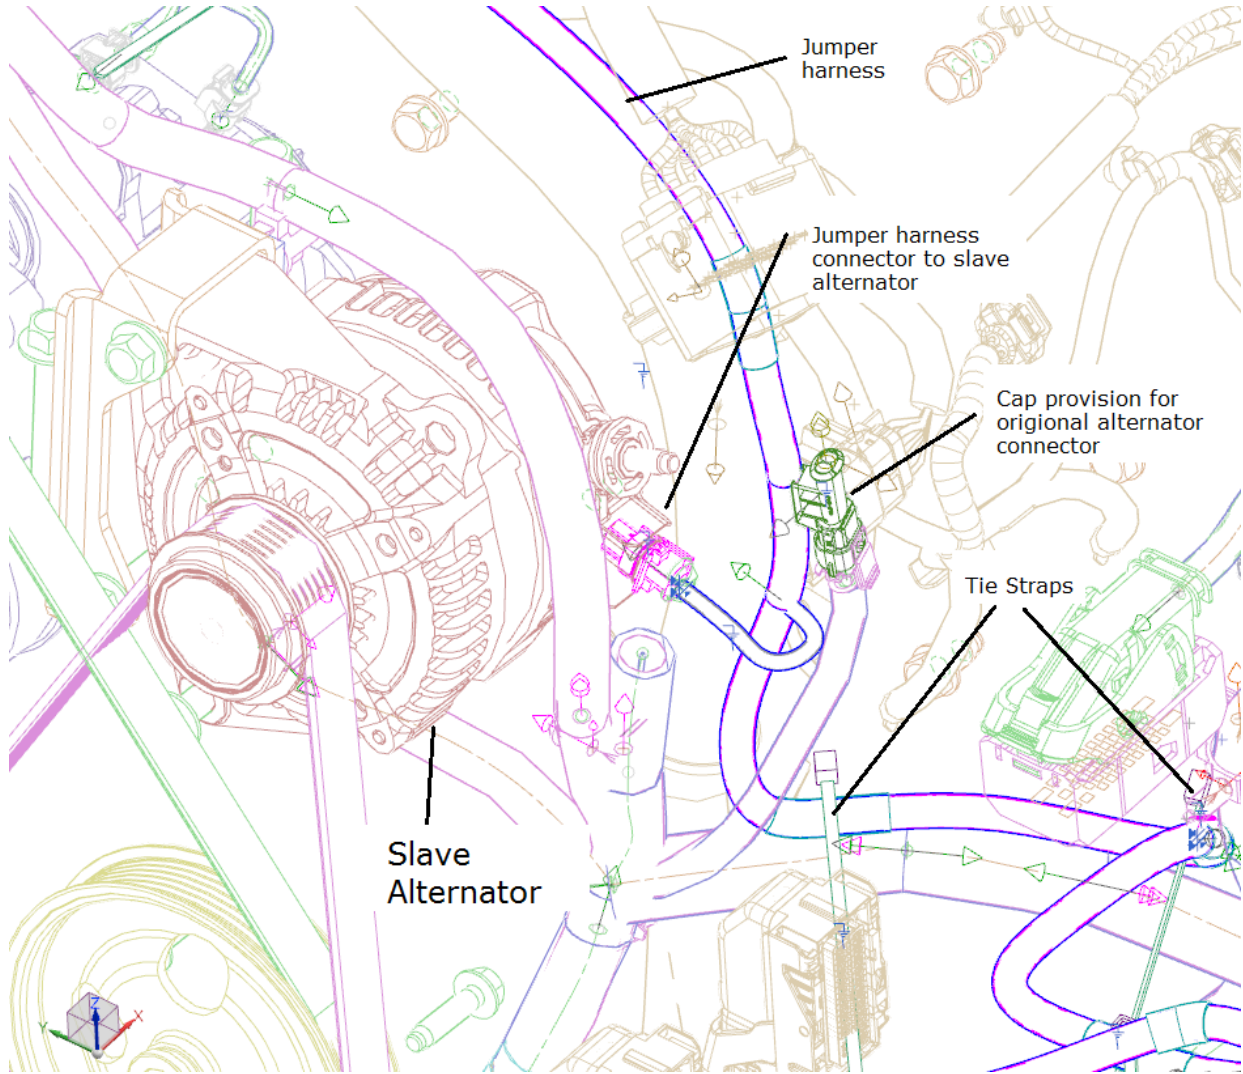 Jumper
harness
Jumper harness
connector to slave
alternator
Cap provision for
origional alternator
connector
Tie Straps
Slave
Alternator
Z
Y
X